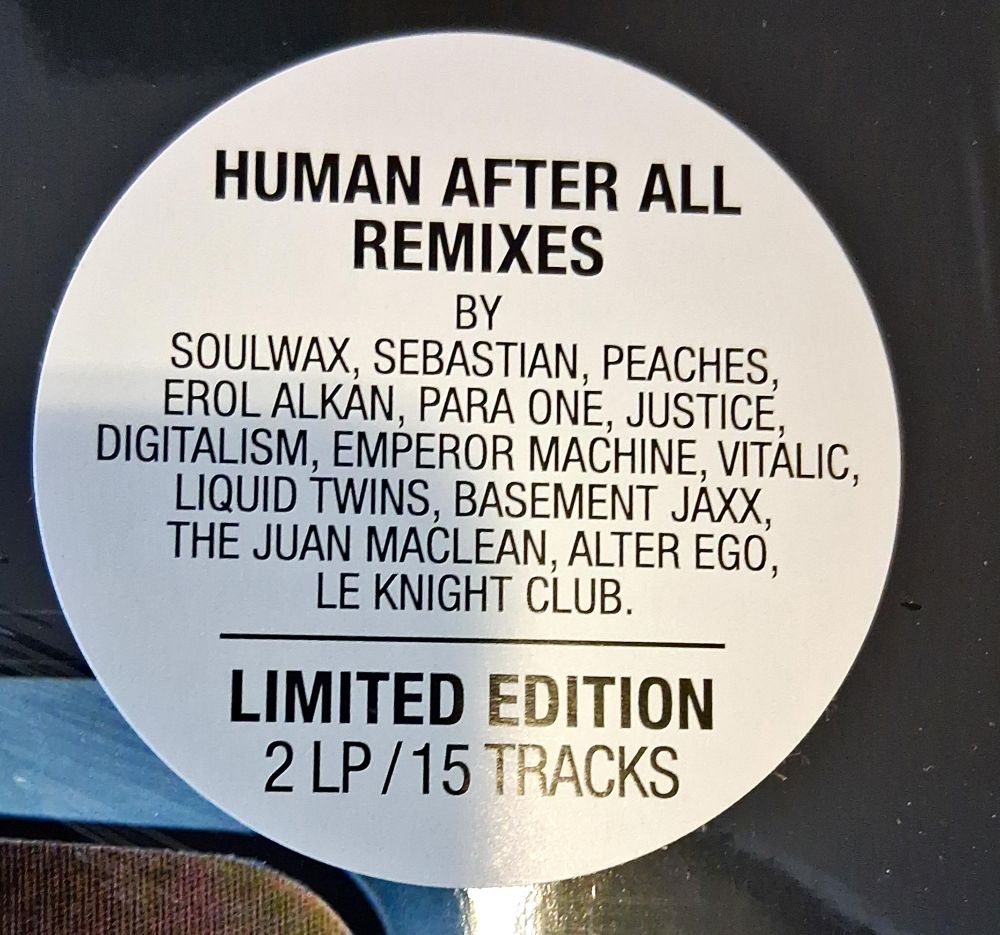 HUMAN AFTER ALL
REMIXES
BY
SOULWAX, SEBASTIAN, PEACHES,
EROL ALKAN, PARA ONE, JUSTICE,
DIGITALISM, EMPEROR MACHINE, VITALIC,
LIQUID TWINS, BASEMENT JAXX,
THE JUAN MACLEAN, ALTER EGO,
LE KNIGHT CLUB.
LIMITED EDITION
2 LP / 15 TRACKS